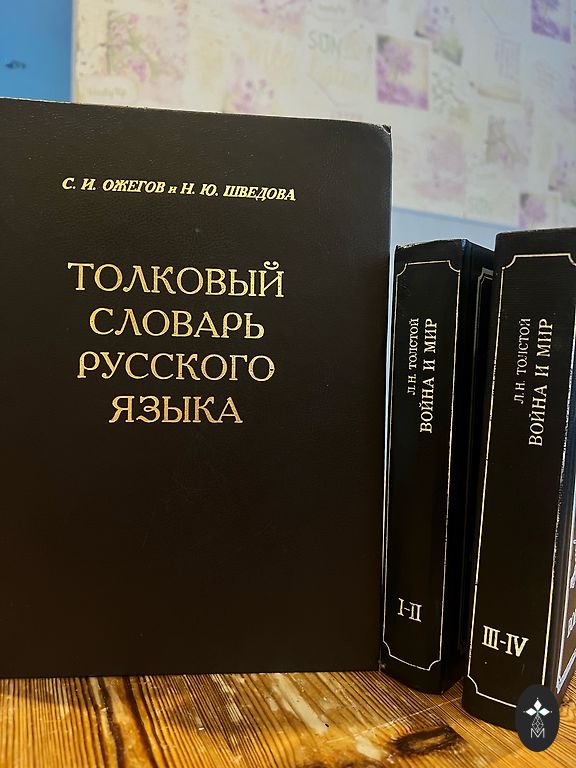 С. И. ОЖЕГОВ и Н. Ю. ШВЕДОВА
ТОЛКОВЫЙ
СЛОВАРЬ
РУССКОГО
ЯЗЫКА
Л.Н. ТОЛСТОЙ
ВОЙНА И МИР
I-II
Л.Н. ТОЛСТОЙ
ВОЙНА И МИР
III-IV